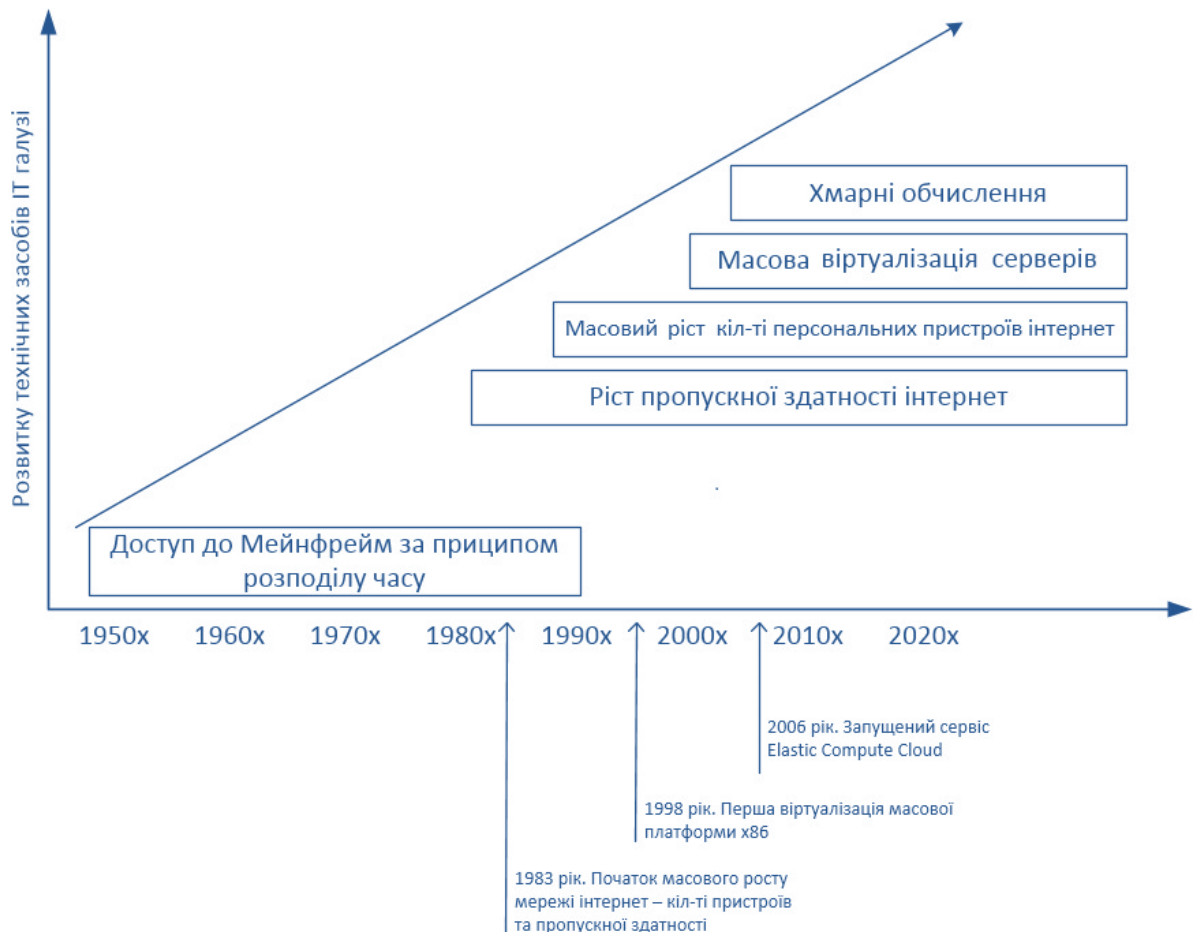 Розвитку технічних засобів ІТ галузі
Хмарні обчислення
Масова віртуалізація серверів
Масовий ріст кіл-ті персональних пристроїв інтернет
Ріст пропускної здатності інтернет
Доступ до Мейнфрейм за приципом
розподілу часу
1950х 1960х 1970х 1980х 1990х 2000х 2010х 2020х
2006 рік. Запущений сервіс
Elastic Compute Cloud
1998 рік. Перша віртуалізація масової
платформи x86
1983 рік. Початок масового росту
мережі інтернет – кіл-ті пристроїв
та пропускної здатності